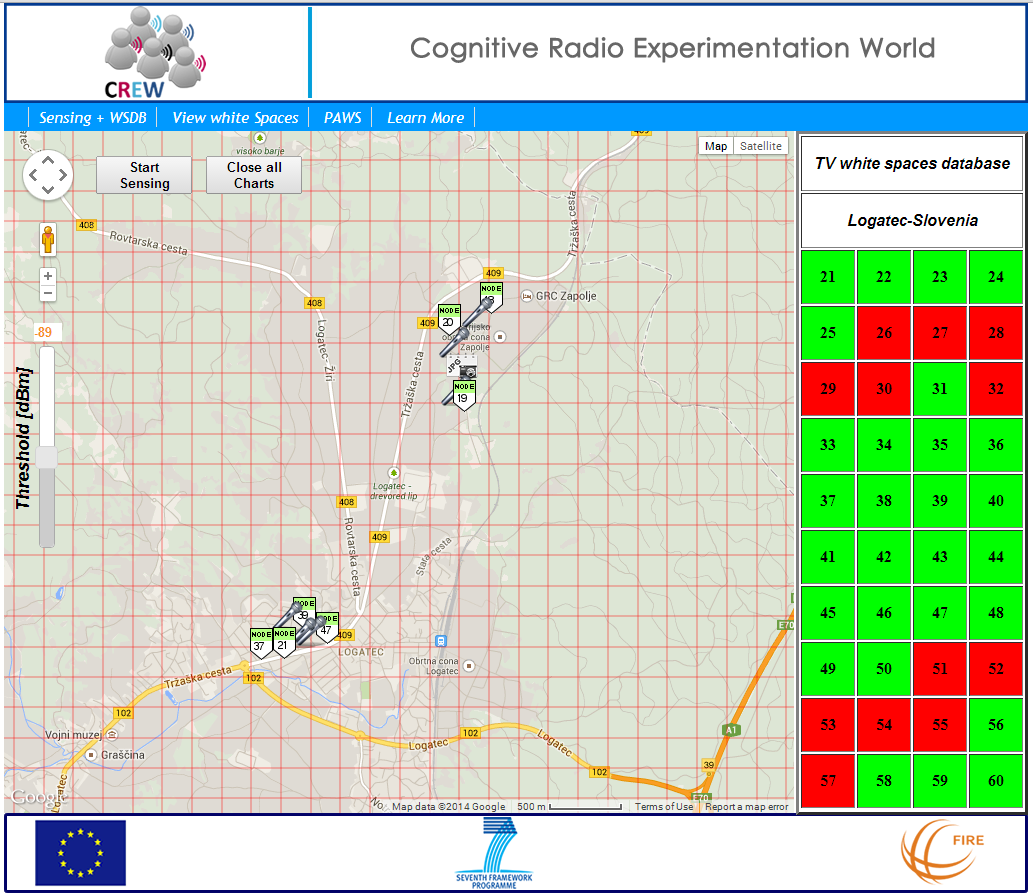 CREW
Cognitive Radio Experimentation World
Sensing + WSDB
View white Spaces
PAWS
Learn More
visoko barje
Start
Sensing
Close all
Charts
Map
Satellite
TV white spaces database
Logatec-Slovenia
21 22 23 24
25 26 27 28
29 30 31 32
33 34 35 36
37 38 39 40
41 42 43 44
45 46 47 48
49 50 51 52
53 54 55 56
57 58 59 60
408
Rovtarska cesta
Tržaška cesta
409
408
NODE
GRC Zapolje
NODE
20
409
cona
Zapolje
-89
Threshold [dBm]
Logatec - Žiri
Tržaška cesta
JPG
NODE
19
Logatec -
drevored lip
408
409
Rovtarska cesta
Stara cesta
NODE
39
NODE
47
NODE
37
NODE
21
409
LOGATEC
Obrtna cona
Logatec
E70
Tržaška cesta
102
102
Vojni muzej
Graščina
Logatec
102
Logatec
Logatec
102
A1
39
E70
Google
No
Map data ©2014 Google
500 m
Terms of Use
Report a map error
SEVENTH FRAMEWORK
PROGRAMME
FIRE